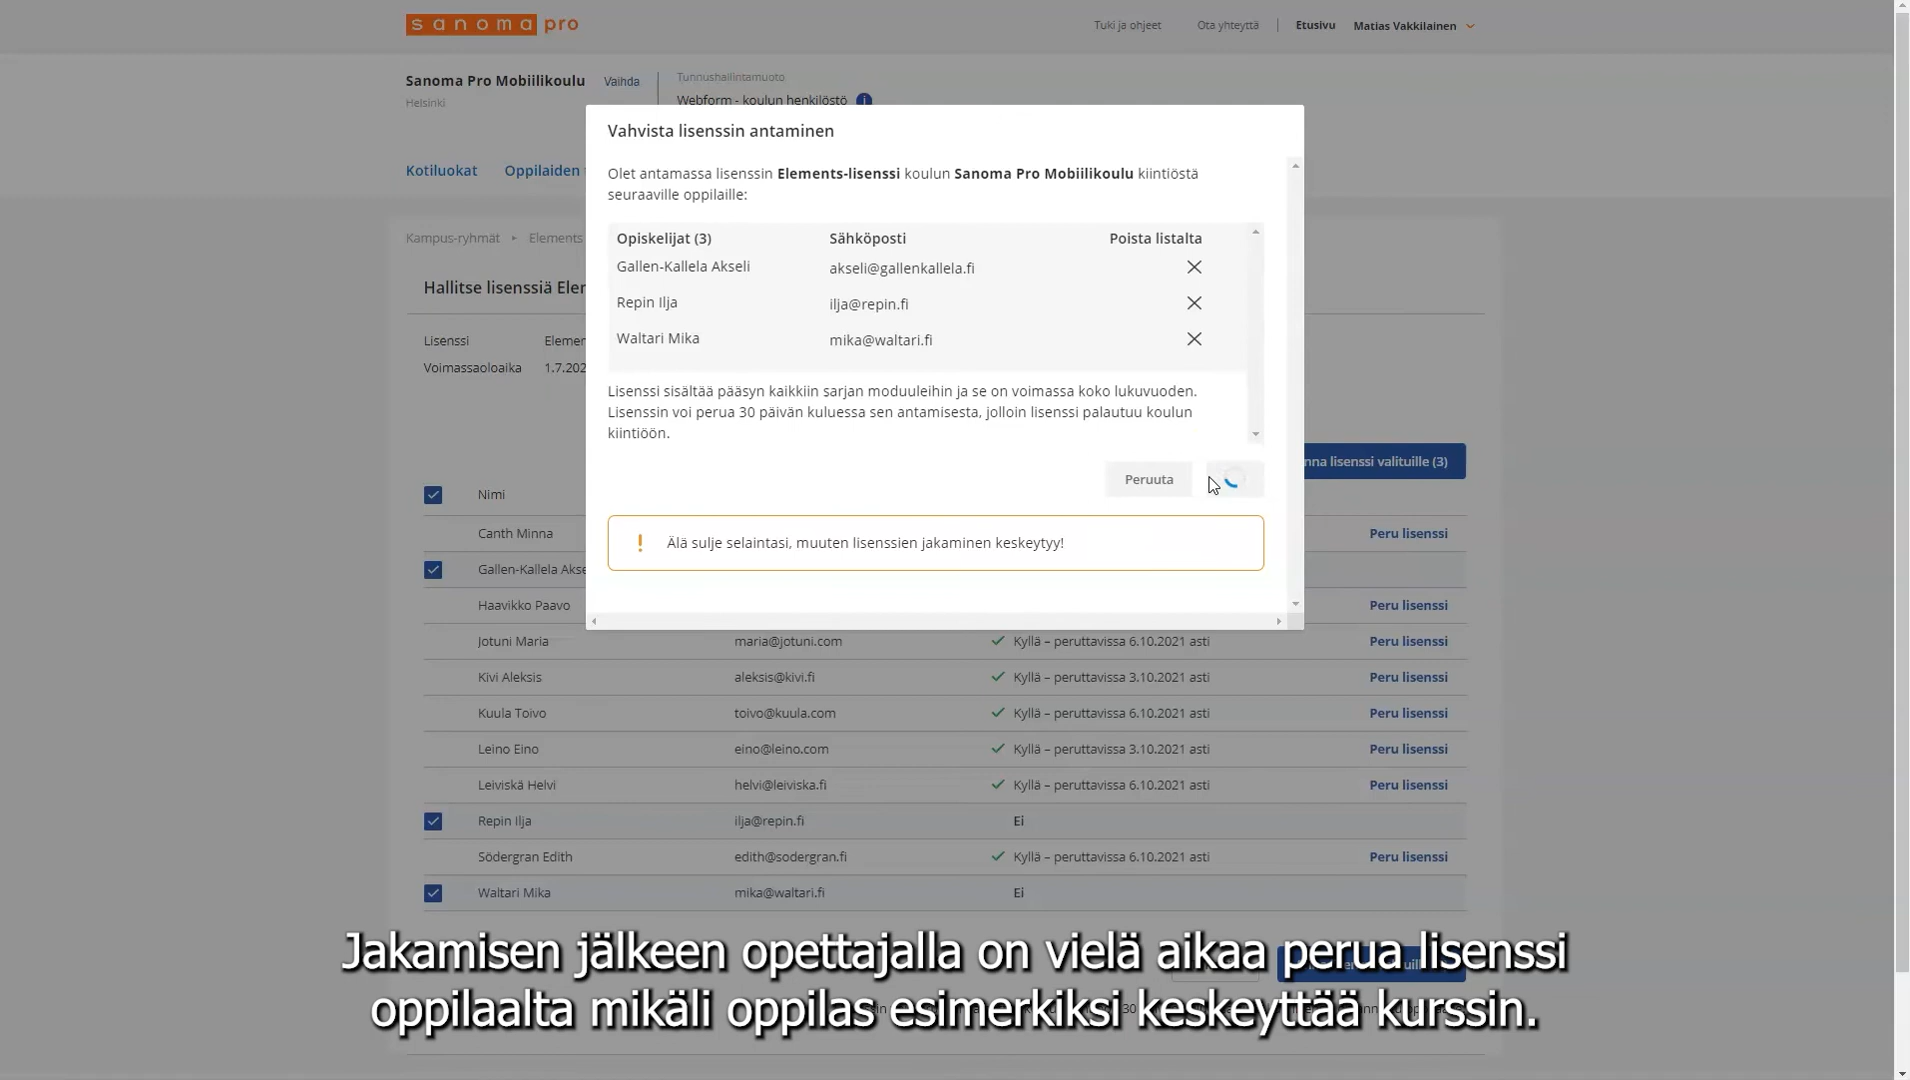 sanoma pro
Tuki ja ohjeet Ota yhteyttä Etusivu Matias Vakkilainen
Sanoma Pro Mobiilikoulu Vaihda
Helsinki
Tunnushallintamuoto
Webform - koulun henkilöstö
Kotiluokat Oppilaiden
Kampus-ryhmät Elements
Hallitse lisenssiä Elem
Lisenssi Elemen
Voimassaoloaika 1.7.202
Vahvista lisenssin antaminen
Olet antamassa lisenssin Elements-lisenssi koulun Sanoma Pro Mobiilikoulu kiintiöstä
seuraaville oppilaille:
Opiskelijat (3) Sähköposti Poista listalta
Gallen-Kallela Akseli akseli@gallenkallela.fi
Repin Ilja ilja@repin.fi
Waltari Mika mika@waltari.fi
Lisenssi sisältää pääsyn kaikkiin sarjan moduuleihin ja se on voimassa koko lukuvuoden.
Lisenssin voi perua 30 päivän kuluessa sen antamisesta, jolloin lisenssi palautuu koulun
kiintiöön.
nna lisenssi valituille (3)
Peruuta
! Älä sulje selaintasi, muuten lisenssien jakaminen keskeytyy!
Nimi
Canth Minna Peru lisenssi
Gallen-Kallela Akse
Haavikko Paavo Peru lisenssi
Jotuni Maria maria@jotuni.com Kyllä – peruttavissa 6.10.2021 asti Peru lisenssi
Kivi Aleksis aleksis@kivi.fi Kyllä – peruttavissa 3.10.2021 asti Peru lisenssi
Kuula Toivo toivo@kuula.com Kyllä – peruttavissa 6.10.2021 asti Peru lisenssi
Leino Eino eino@leino.com Kyllä – peruttavissa 3.10.2021 asti Peru lisenssi
Leiviskä Helvi helvi@leiviska.fi Kyllä – peruttavissa 6.10.2021 asti Peru lisenssi
Repin Ilja ilja@repin.fi Ei
Södergran Edith edith@sodergran.fi Kyllä – peruttavissa 6.10.2021 asti Peru lisenssi
Waltari Mika mika@waltari.fi Ei
Jakamisen jälkeen opettajalla on vielä aikaa perua lisenssi
oppilaalta mikäli oppilas esimerkiksi keskeyttää kurssin.